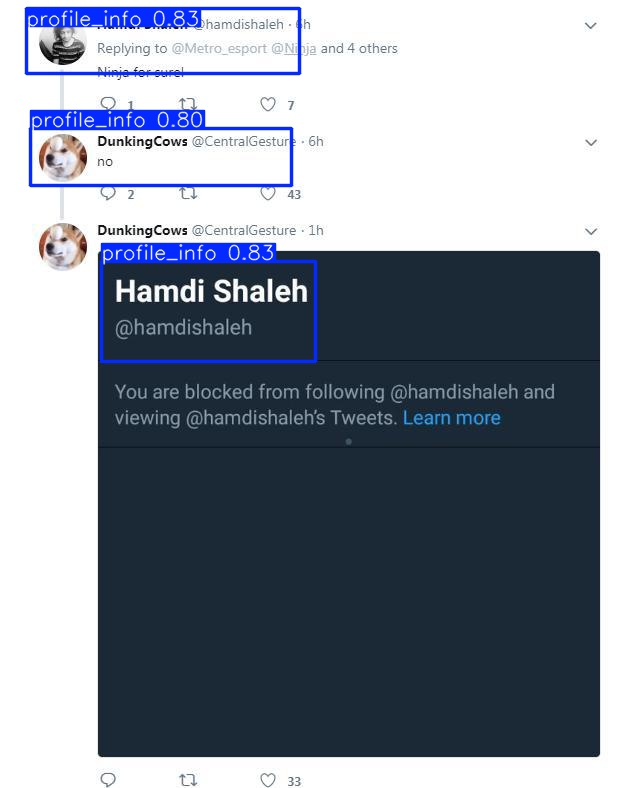 profile_info 0.83
Hamdi Shaleh @hamdishaleh · 6h
Replying to @Metro_esport @Ninja and 4 others
Ninja for sure!
1 7
profile_info 0.80
DunkingCows @CentralGesture · 6h
no
2 43
DunkingCows @CentralGesture · 1h
profile_info 0.83
Hamdi Shaleh
@hamdishaleh
You are blocked from following @hamdishaleh and
viewing @hamdishaleh's Tweets. Learn more
33